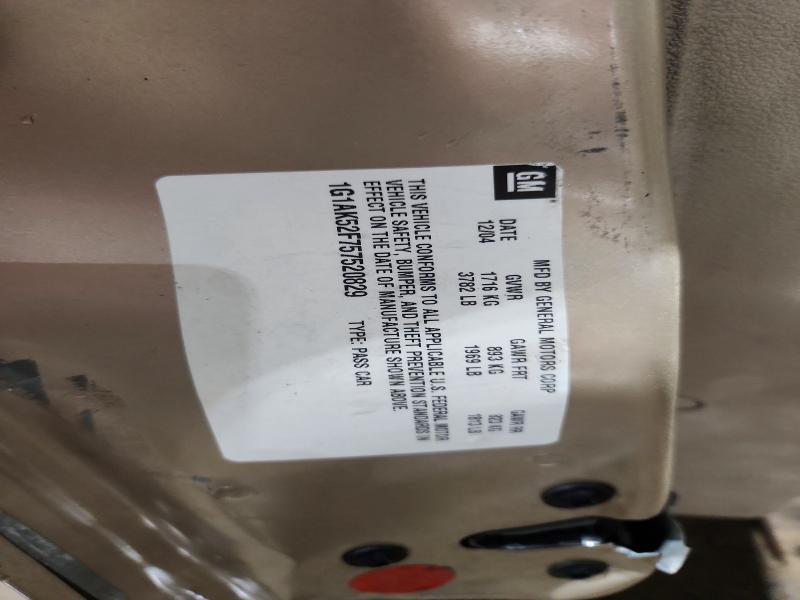 GM
MFD BY GENERAL MOTORS CORP
DATE GVWR GAWR FRT GAWR RR
12/04 1716 KG 893 KG 823 KG
3782 LB 1969 LB 1813 LB
THIS VEHICLE CONFORMS TO ALL APPLICABLE U.S. FEDERAL MOTOR
VEHICLE SAFETY, BUMPER, AND THEFT PREVENTION STANDARDS IN
EFFECT ON THE DATE OF MANUFACTURE SHOWN ABOVE.
1G1AK52F757520829 TYPE: PASS CAR